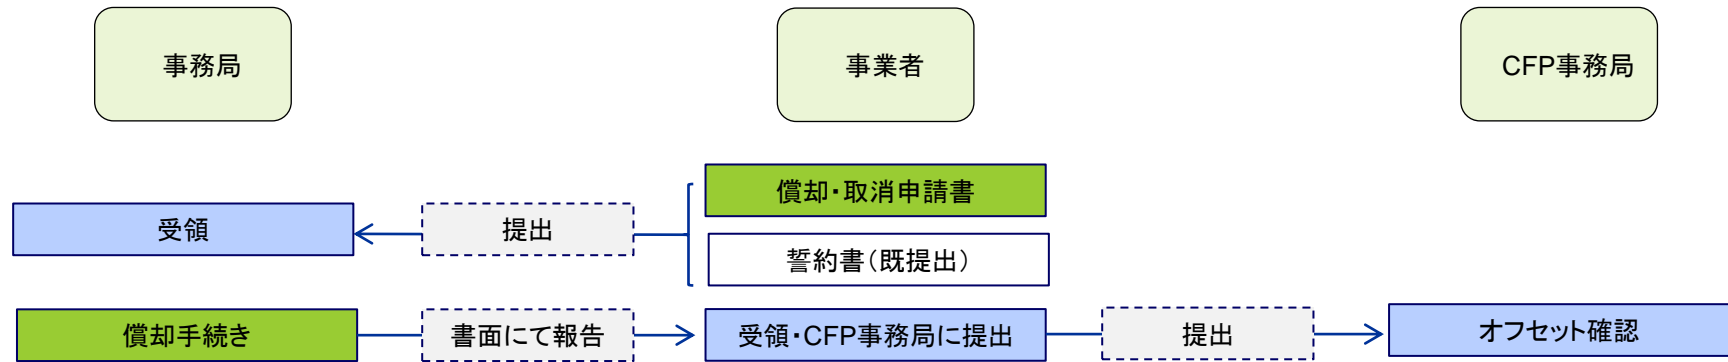 事務局
事業者
CFP事務局
償却・取消申請書
受領
提出
誓約書(既提出)
償却手続き
書面にて報告
受領・CFP事務局に提出
提出
オフセット確認